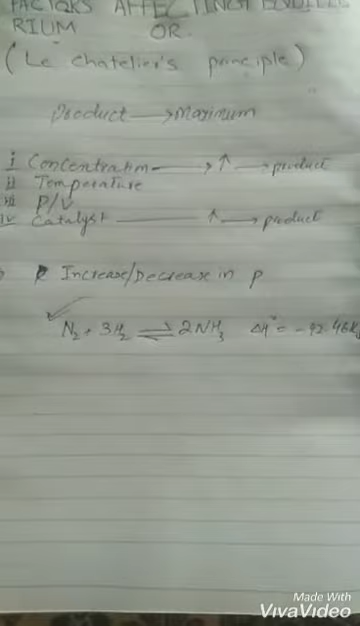 FACTORS AFFECTING EQUILIB
RIUM OR
(Le chatelier's principle)
Product → Maximum
i Concentration → ↑ → product
ii Temperature
iii P/V
iv Catalyst ↑ → product
Increase/Decrease in P
N₂ + 3H₂ ⇌ 2NH₃ ΔH° = -92.46K
Made With
VivaVideo